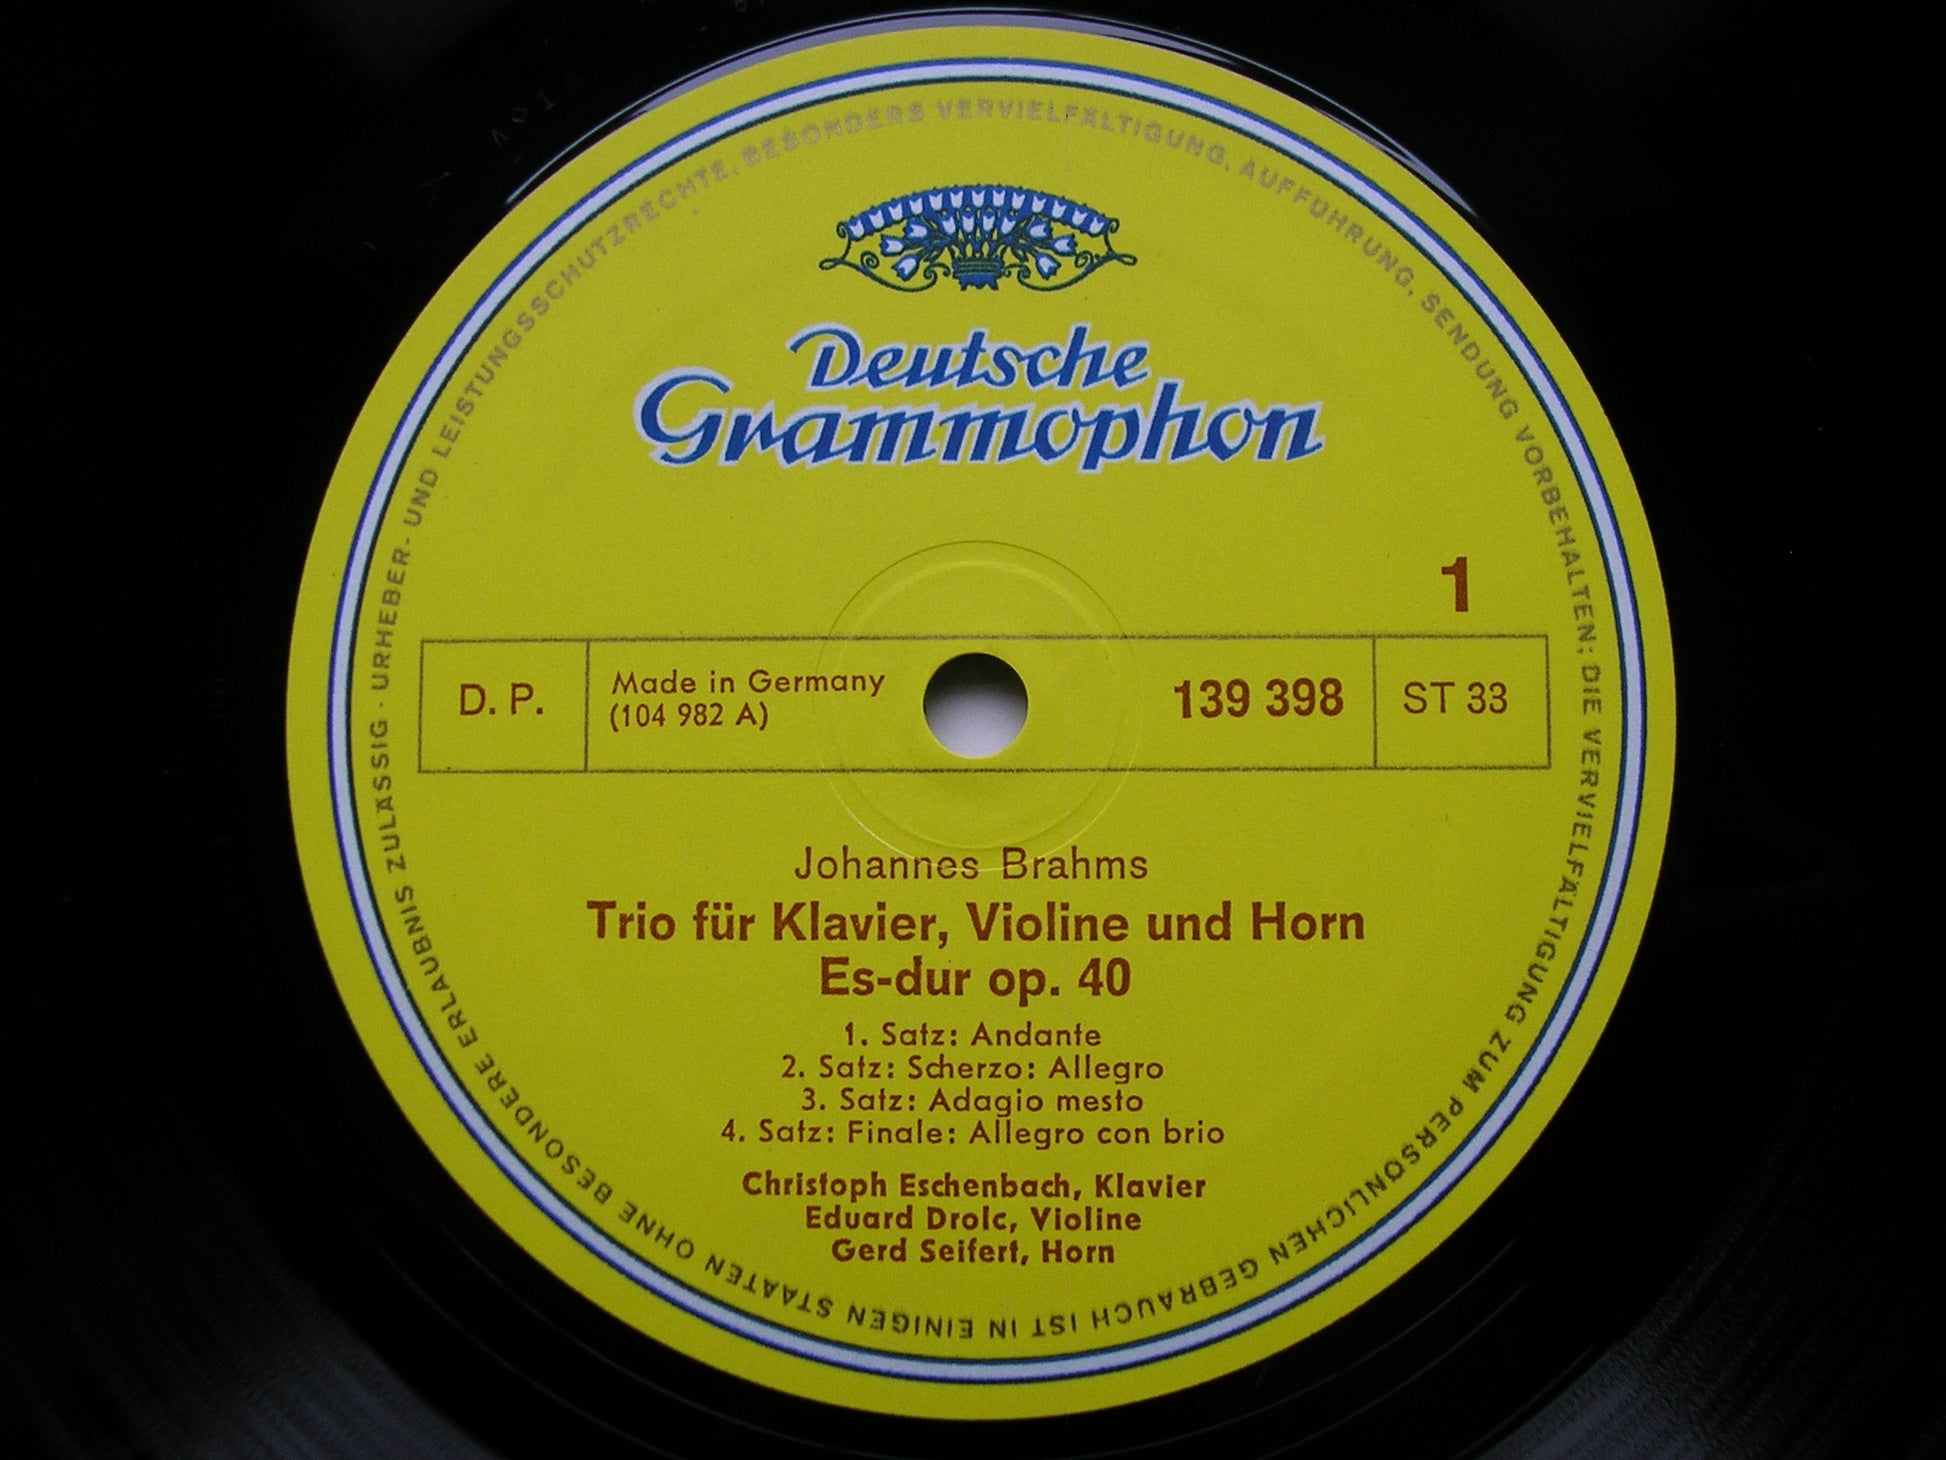 URHEBER- UND LEISTUNGSSCHUTZRECHTE, BESONDERS VERVIELFÄLTIGUNG, AUFFÜHRUNG, SENDUNG VORBEHALTEN; DIE VERVIELFÄLTIGUNG ZUM PERSÖNLICHEN GEBRAUCH IST IN EINIGEN STAATEN OHNE BESONDERE ERLAUBNIS ZULÄSSIG ·
Deutsche
Grammophon
1
D. P.
Made in Germany
(104 982 A)
139 398
ST 33
Johannes Brahms
Trio für Klavier, Violine und Horn
Es-dur op. 40
1. Satz: Andante
2. Satz: Scherzo: Allegro
3. Satz: Adagio mesto
4. Satz: Finale: Allegro con brio
Christoph Eschenbach, Klavier
Eduard Drolc, Violine
Gerd Seifert, Horn